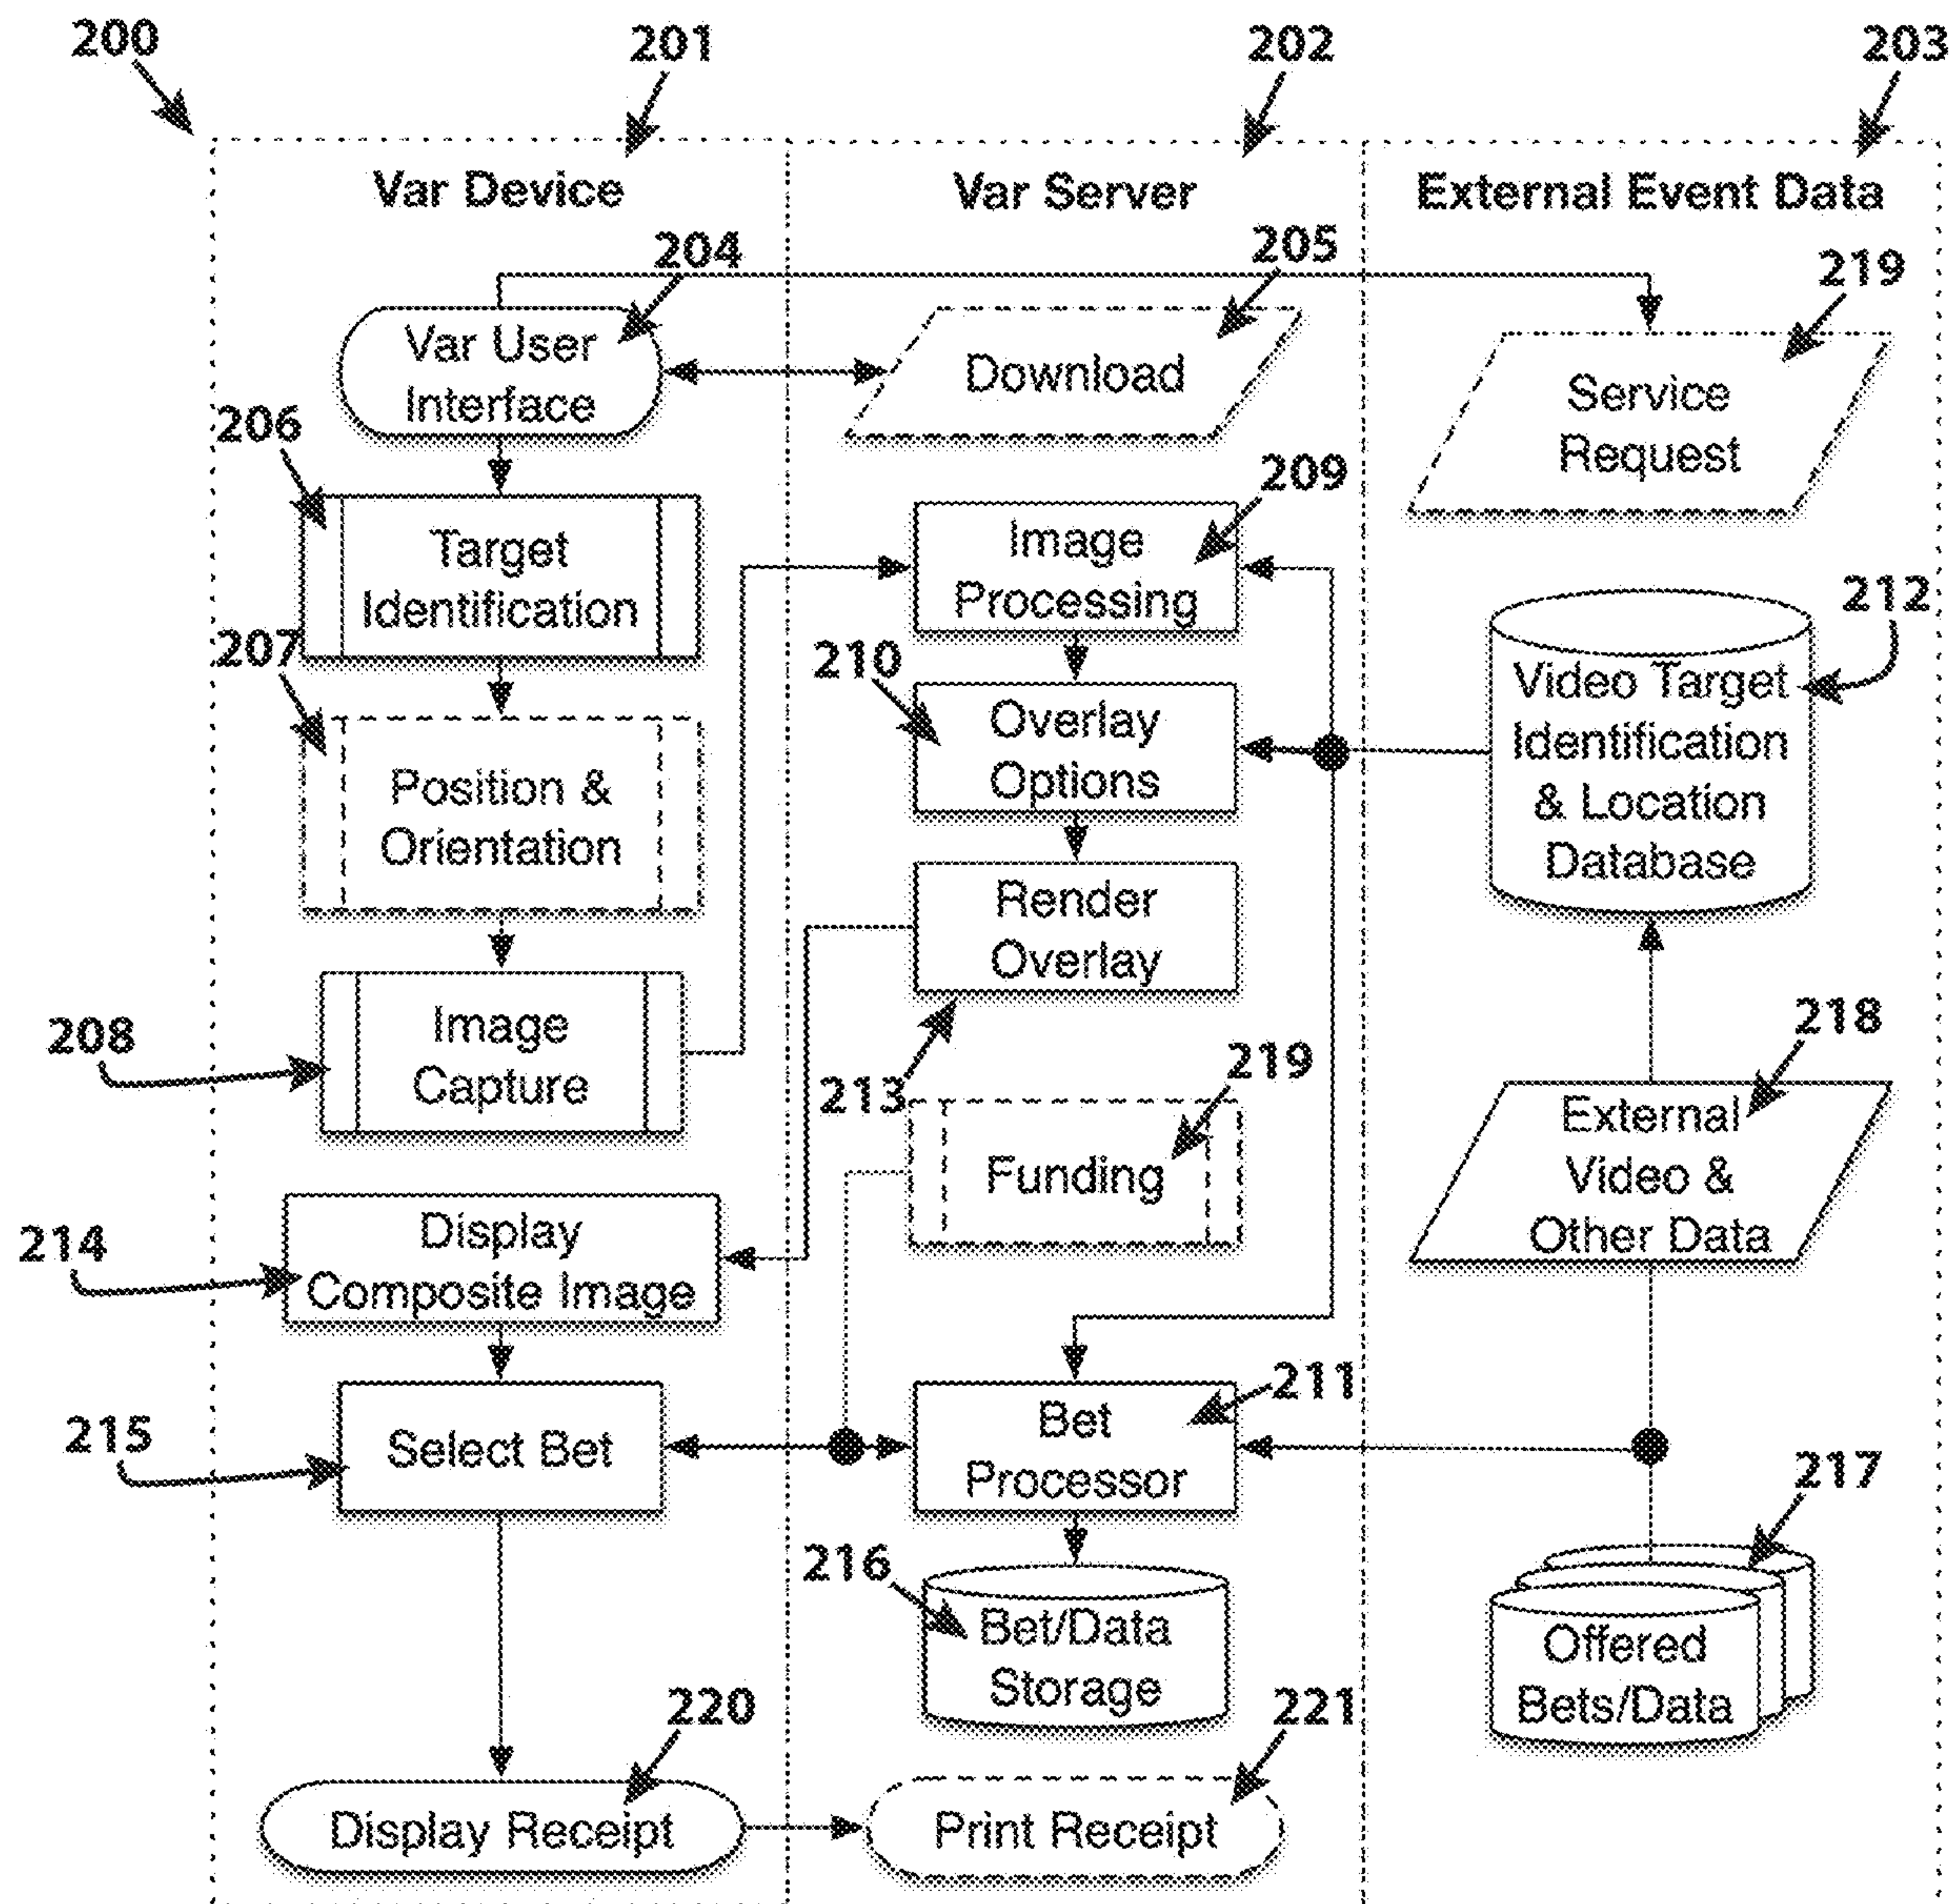 200
201
202
203
Var Device
Var Server
External Event Data
204
205
219
Var User
Interface
Download
Service
Request
206
209
Target
Identification
Image
Processing
212
207
210
Video Target
Identification
& Location
Database
Position &
Orientation
Overlay
Options
Render
Overlay
208
Image
Capture
213
219
218
Funding
External
Video &
Other Data
214
Display
Composite Image
211
215
Select Bet
Bet
Processor
217
216
Bet/Data
Storage
Offered
Bets/Data
220
221
Display Receipt
Print Receipt